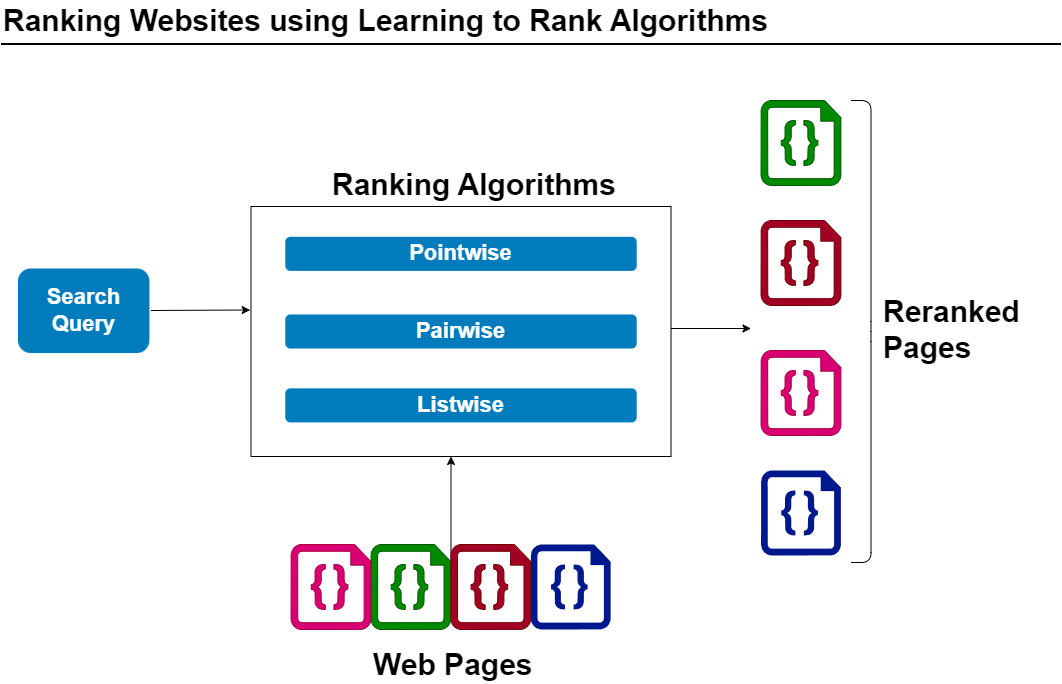 Ranking Websites using Learning to Rank Algorithms
Ranking Algorithms
Pointwise
Search
Query
Pairwise
Listwise
{}
{}
{}
{}
Reranked
Pages
{}
{}
{}
{}
Web Pages